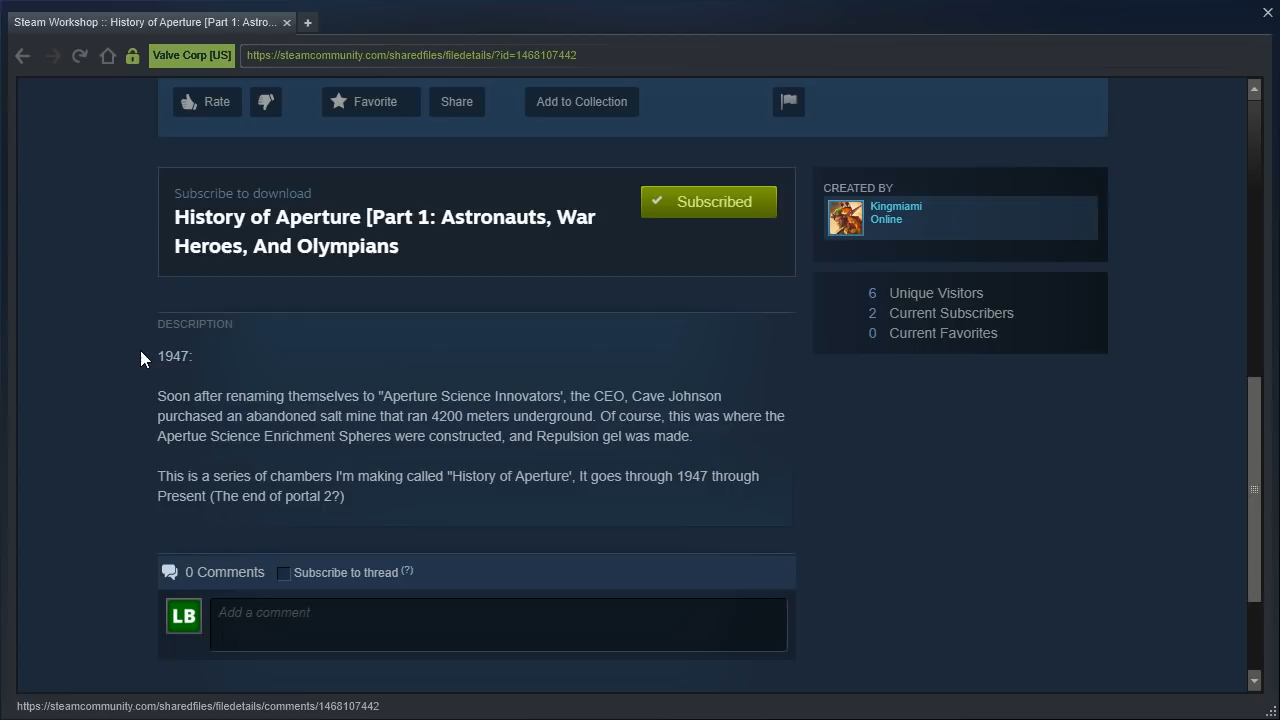 Steam Workshop :: History of Aperture [Part 1: Astro...
Valve Corp [US]
https://steamcommunity.com/sharedfiles/filedetails/?id=1468107442
Rate
Favorite
Share
Add to Collection
Subscribe to download
History of Aperture [Part 1: Astronauts, War
Heroes, And Olympians
Subscribed
CREATED BY
Kingmiami
Online
6 Unique Visitors
2 Current Subscribers
0 Current Favorites
DESCRIPTION
1947:
Soon after renaming themselves to "Aperture Science Innovators', the CEO, Cave Johnson
purchased an abandoned salt mine that ran 4200 meters underground. Of course, this was where the
Apertue Science Enrichment Spheres were constructed, and Repulsion gel was made.
This is a series of chambers I'm making called "History of Aperture', It goes through 1947 through
Present (The end of portal 2?)
0 Comments Subscribe to thread (?)
LB
Add a comment
https://steamcommunity.com/sharedfiles/filedetails/comments/1468107442